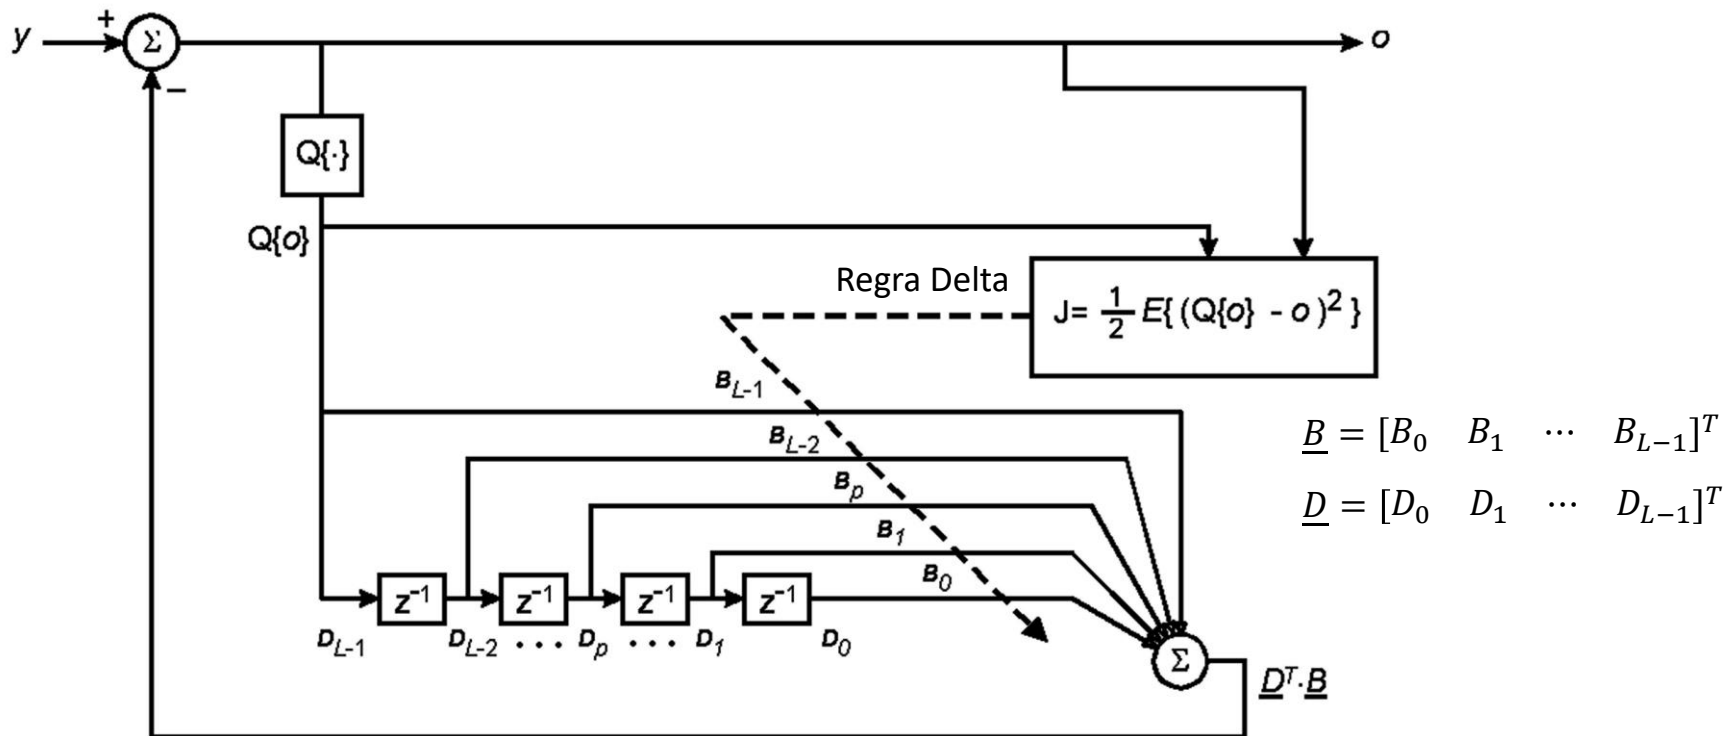 y + Σ o
−
Q{·}
Q{o}
Regra Delta
J= 1/2 E{ (Q{o} - o )² }
B_{L-1}
B_{L-2}
B_p
B_1
B_0
B = [B_0 B_1 ⋯ B_{L-1}]^T
D = [D_0 D_1 ⋯ D_{L-1}]^T
z⁻¹ z⁻¹ z⁻¹ z⁻¹
D_{L-1} D_{L-2} ... D_p ... D_1 D_0
Σ
D^T·B